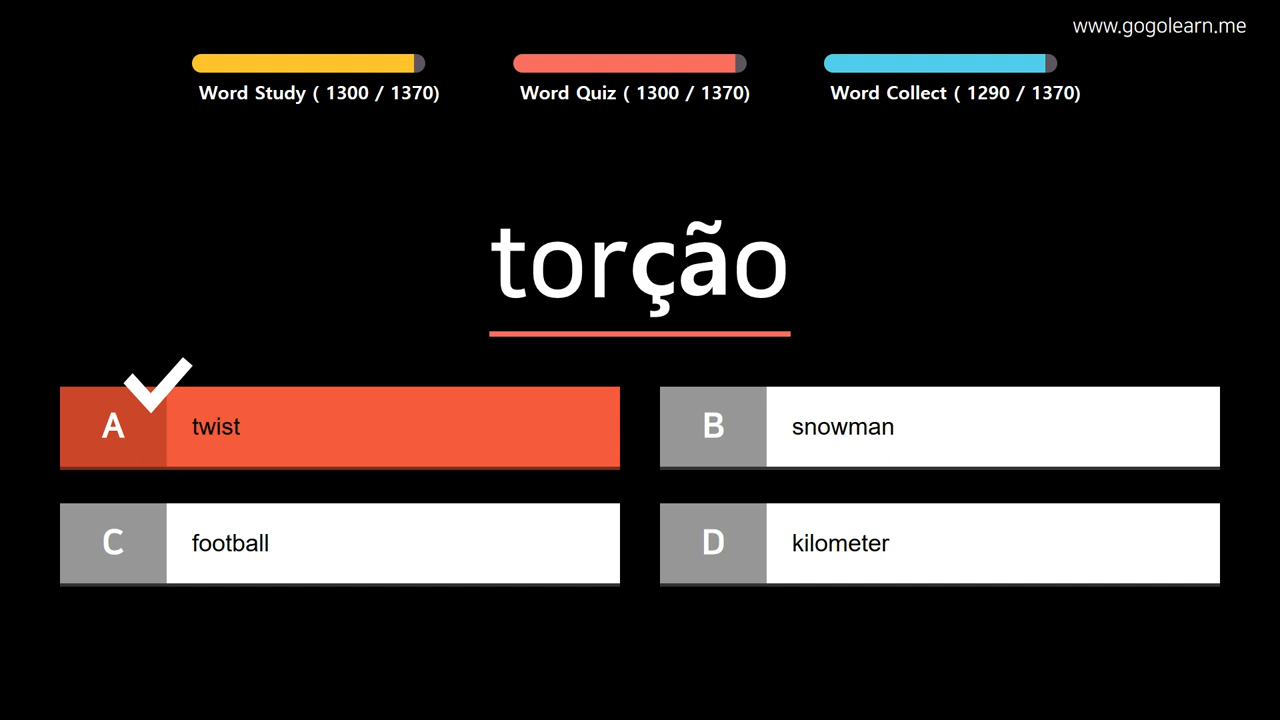 www.gogolearn.me
Word Study ( 1300 / 1370)
Word Quiz ( 1300 / 1370)
Word Collect ( 1290 / 1370)
torção
A twist
B snowman
C football
D kilometer